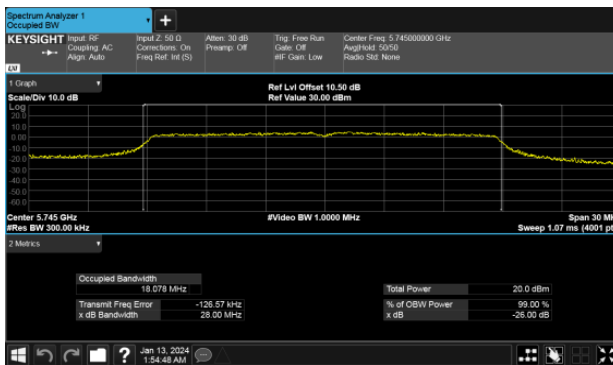 Spectrum Analyzer 1
Occupied BW
+
KEYSIGHT
Input: RF
Coupling: AC
Align: Auto
Input Z: 50 Ω
Corrections: On
Freq Ref: Int (S)
Atten: 30 dB
Preamp: Off
Trig: Free Run
Gate: Off
#IF Gain: Low
Center Freq: 5.745000000 GHz
Avg|Hold: 50/50
Radio Std: None
LXI
1 Graph
Scale/Div 10.0 dB
Ref Lvl Offset 10.50 dB
Ref Value 30.00 dBm
Log
20.0
10.0
0.00
-10.0
-20.0
-30.0
-40.0
-50.0
-60.0
Center 5.745 GHz
#Res BW 300.00 kHz
#Video BW 1.0000 MHz
Span 30 MH
Sweep 1.07 ms (4001 pt
2 Metrics
Occupied Bandwidth
18.078 MHz
Transmit Freq Error -126.57 kHz
x dB Bandwidth 28.00 MHz
Total Power 20.0 dBm
% of OBW Power 99.00 %
x dB -26.00 dB
?
Jan 13, 2024
1:54:48 AM